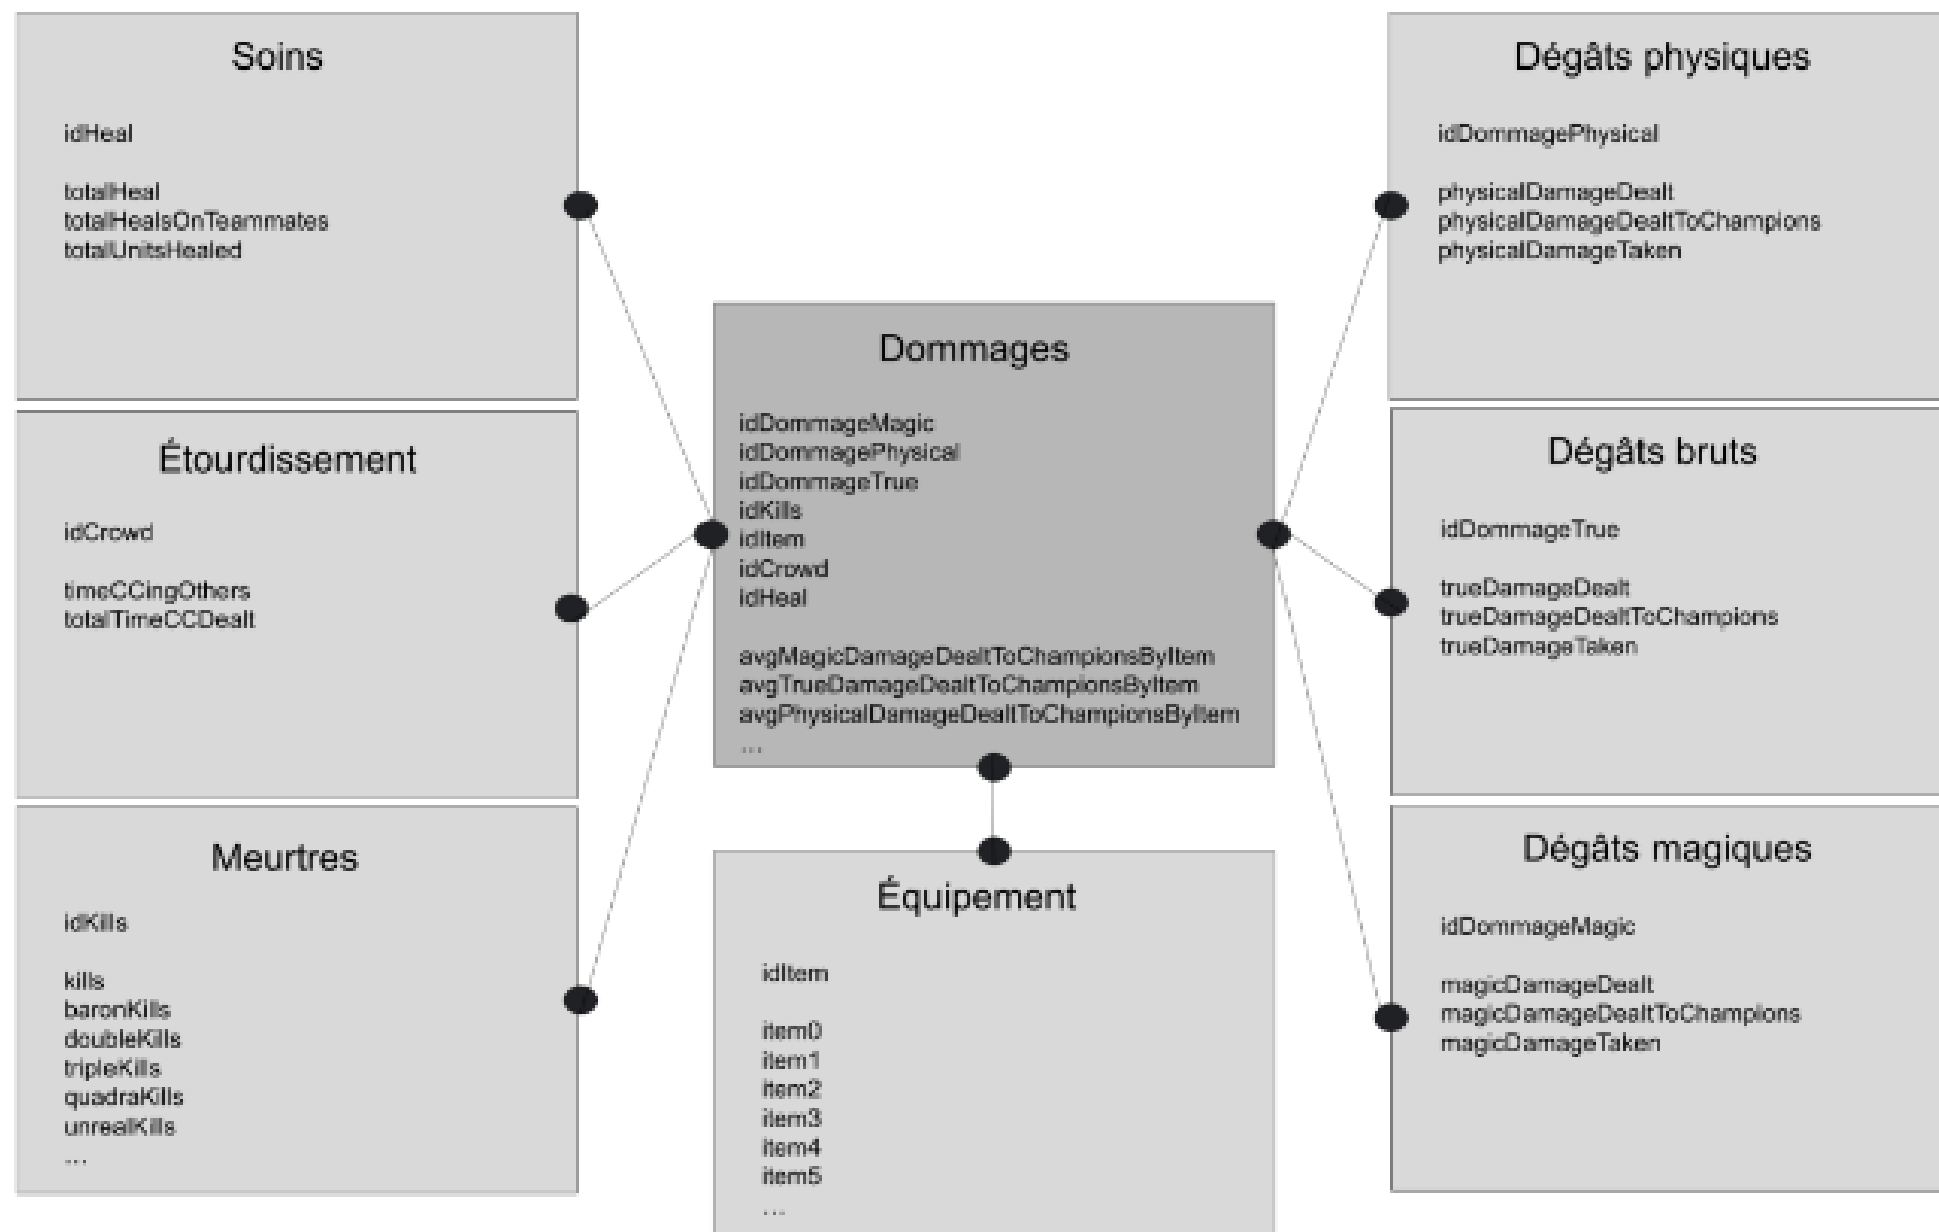 Soins
idHeal
totalHeal
totalHealsOnTeammates
totalUnitsHealed
Étourdissement
idCrowd
timeCCingOthers
totalTimeCCDealt
Meurtres
idKills
kills
baronKills
doubleKills
tripleKills
quadraKills
unrealKills
...
Dommages
idDommageMagic
idDommagePhysical
idDommageTrue
idKills
idItem
idCrowd
idHeal
avgMagicDamageDealtToChampionsByItem
avgTrueDamageDealtToChampionsByItem
avgPhysicalDamageDealtToChampionsByItem
...
Équipement
idItem
item0
item1
item2
item3
item4
item5
...
Dégâts physiques
idDommagePhysical
physicalDamageDealt
physicalDamageDealtToChampions
physicalDamageTaken
Dégâts bruts
idDommageTrue
trueDamageDealt
trueDamageDealtToChampions
trueDamageTaken
Dégâts magiques
idDommageMagic
magicDamageDealt
magicDamageDealtToChampions
magicDamageTaken